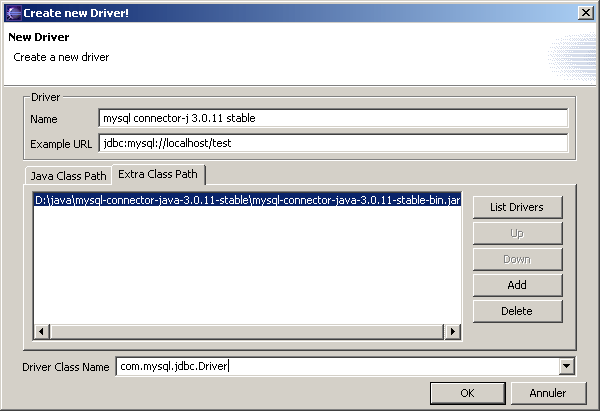 Create new Driver!
New Driver
Create a new driver
Driver
Name mysql connector-j 3.0.11 stable
Example URL jdbc:mysql://localhost/test
Java Class Path Extra Class Path
D:\java\mysql-connector-java-3.0.11-stable\mysql-connector-java-3.0.11-stable-bin.jar
List Drivers
Up
Down
Add
Delete
Driver Class Name com.mysql.jdbc.Driver
OK Annuler